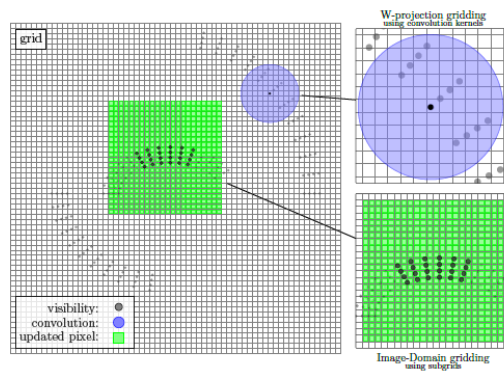 grid
W-projection gridding
using convolution kernels
visibility:
convolution:
updated pixel:
Image-Domain gridding
using subgrids